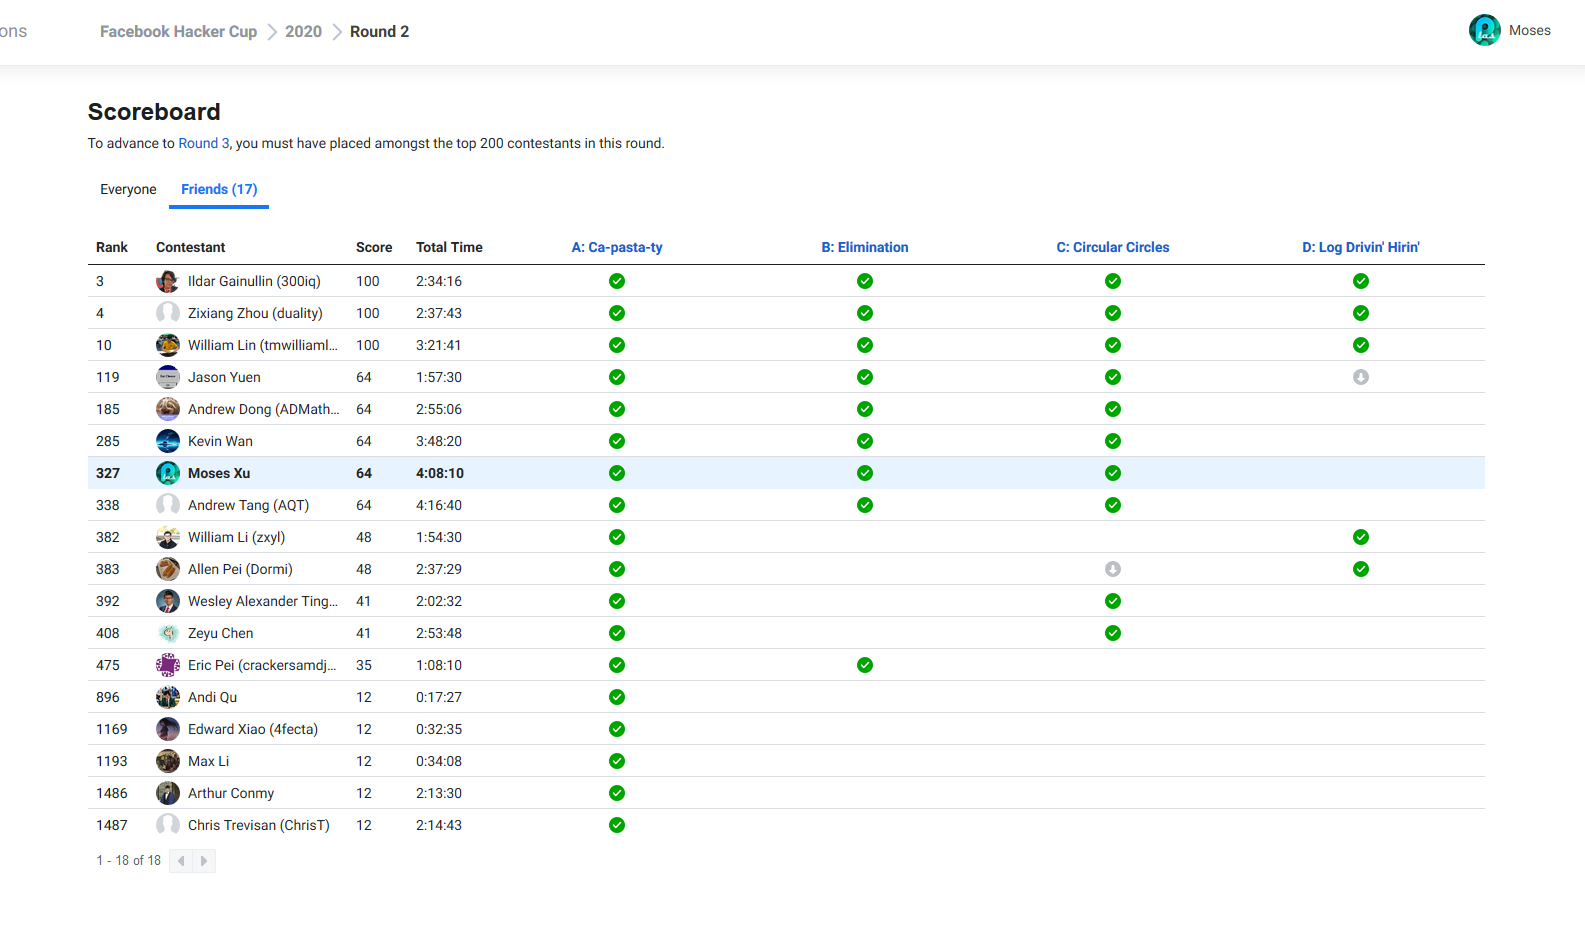 ons
Facebook Hacker Cup 2020 Round 2
Moses
Scoreboard
To advance to Round 3, you must have placed amongst the top 200 contestants in this round.
Everyone Friends (17)
Rank Contestant Score Total Time A: Ca-pasta-ty B: Elimination C: Circular Circles D: Log Drivin' Hirin'
3 Ildar Gainullin (300iq) 100 2:34:16
4 Zixiang Zhou (duality) 100 2:37:43
10 William Lin (tmwilliaml... 100 3:21:41
119 Jason Yuen 64 1:57:30
185 Andrew Dong (ADMath... 64 2:55:06
285 Kevin Wan 64 3:48:20
327 Moses Xu 64 4:08:10
338 Andrew Tang (AQT) 64 4:16:40
382 William Li (zxyl) 48 1:54:30
383 Allen Pei (Dormi) 48 2:37:29
392 Wesley Alexander Ting... 41 2:02:32
408 Zeyu Chen 41 2:53:48
475 Eric Pei (crackersamdj... 35 1:08:10
896 Andi Qu 12 0:17:27
1169 Edward Xiao (4fecta) 12 0:32:35
1193 Max Li 12 0:34:08
1486 Arthur Conmy 12 2:13:30
1487 Chris Trevisan (ChrisT) 12 2:14:43
1 - 18 of 18